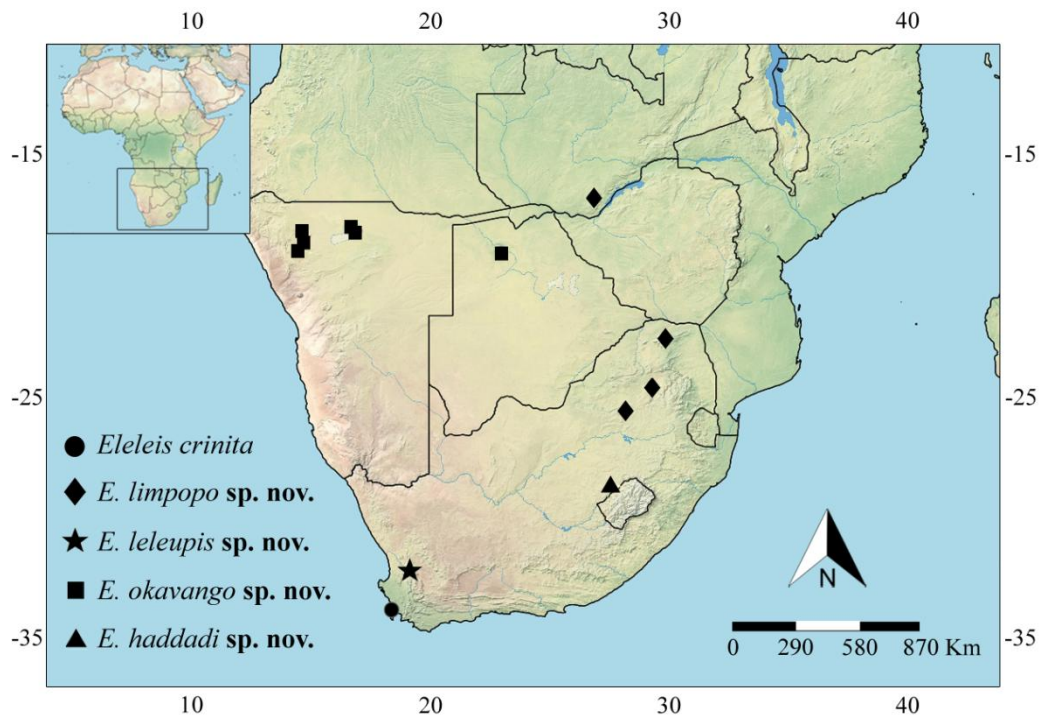 10 20 30 40
-15 -15
-25 -25
Eleleis crinita
E. limpopo sp. nov.
E. leleupis sp. nov.
E. okavango sp. nov.
E. haddadi sp. nov.
N
0 290 580 870 Km
-35 -35
10 20 30 40